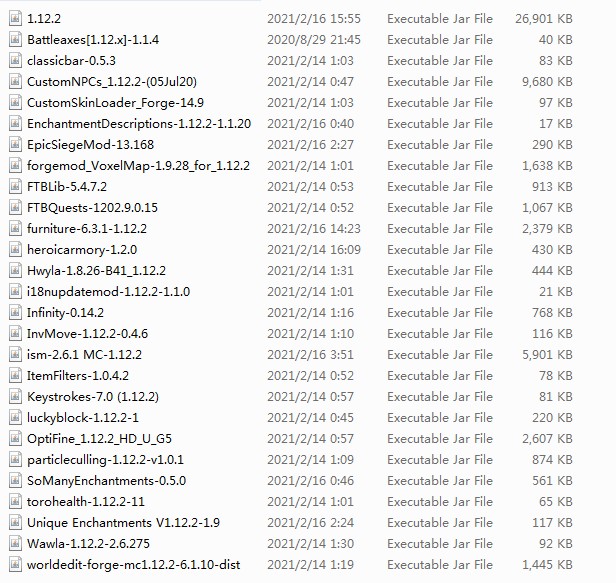 1.12.2 2021/2/16 15:55 Executable Jar File 26,901 KB
Battleaxes[1.12.x]-1.1.4 2020/8/29 21:45 Executable Jar File 40 KB
classicbar-0.5.3 2021/2/14 1:03 Executable Jar File 83 KB
CustomNPCs_1.12.2-(05Jul20) 2021/2/14 0:47 Executable Jar File 9,680 KB
CustomSkinLoader_Forge-14.9 2021/2/14 1:03 Executable Jar File 97 KB
EnchantmentDescriptions-1.12.2-1.1.20 2021/2/16 0:40 Executable Jar File 17 KB
EpicSiegeMod-13.168 2021/2/16 2:27 Executable Jar File 290 KB
forgemod_VoxelMap-1.9.28_for_1.12.2 2021/2/14 1:01 Executable Jar File 1,638 KB
FTBLib-5.4.7.2 2021/2/14 0:53 Executable Jar File 913 KB
FTBQuests-1202.9.0.15 2021/2/14 0:52 Executable Jar File 1,067 KB
furniture-6.3.1-1.12.2 2021/2/16 14:23 Executable Jar File 2,379 KB
heroicarmory-1.2.0 2021/2/14 16:09 Executable Jar File 430 KB
Hwyla-1.8.26-B41_1.12.2 2021/2/14 1:31 Executable Jar File 444 KB
i18nupdatemod-1.12.2-1.1.0 2021/2/14 1:01 Executable Jar File 21 KB
Infinity-0.14.2 2021/2/14 1:16 Executable Jar File 768 KB
InvMove-1.12.2-0.4.6 2021/2/14 1:10 Executable Jar File 116 KB
ism-2.6.1 MC-1.12.2 2021/2/16 3:51 Executable Jar File 5,901 KB
ItemFilters-1.0.4.2 2021/2/14 0:52 Executable Jar File 78 KB
Keystrokes-7.0 (1.12.2) 2021/2/14 0:57 Executable Jar File 81 KB
luckyblock-1.12.2-1 2021/2/14 0:45 Executable Jar File 220 KB
OptiFine_1.12.2_HD_U_G5 2021/2/14 0:57 Executable Jar File 2,607 KB
particleculling-1.12.2-v1.0.1 2021/2/14 1:09 Executable Jar File 874 KB
SoManyEnchantments-0.5.0 2021/2/16 0:46 Executable Jar File 561 KB
torohealth-1.12.2-11 2021/2/14 1:01 Executable Jar File 65 KB
Unique Enchantments V1.12.2-1.9 2021/2/16 2:24 Executable Jar File 117 KB
Wawla-1.12.2-2.6.275 2021/2/14 1:30 Executable Jar File 92 KB
worldedit-forge-mc1.12.2-6.1.10-dist 2021/2/14 1:19 Executable Jar File 1,445 KB